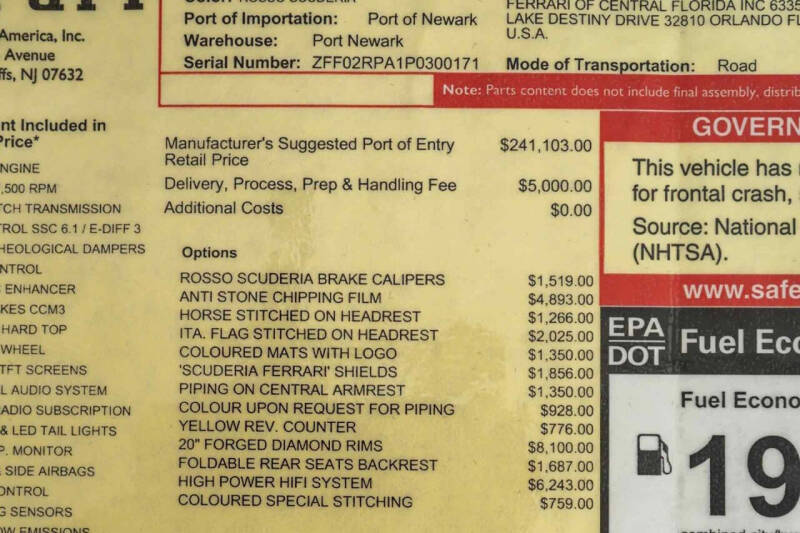 America, Inc.
Avenue
ffs, NJ 07632
ROSSO SCUDERIA
Port of Importation: Port of Newark
Warehouse: Port Newark
Serial Number: ZFF02RPA1P0300171
FERRARI OF CENTRAL FLORIDA INC 6335
LAKE DESTINY DRIVE 32810 ORLANDO FL
U.S.A.
Mode of Transportation: Road
Note: Parts content does not include final assembly, distrib
nt Included in
Price*
ENGINE
,500 RPM
TCH TRANSMISSION
TROL SSC 6.1 / E-DIFF 3
HEOLOGICAL DAMPERS
NTROL
ENHANCER
KES CCM3
HARD TOP
WHEEL
TFT SCREENS
L AUDIO SYSTEM
ADIO SUBSCRIPTION
& LED TAIL LIGHTS
P. MONITOR
SIDE AIRBAGS
ONTROL
G SENSORS
OW EMISSIONS
Manufacturer's Suggested Port of Entry $241,103.00
Retail Price
Delivery, Process, Prep & Handling Fee $5,000.00
Additional Costs $0.00
Options
ROSSO SCUDERIA BRAKE CALIPERS $1,519.00
ANTI STONE CHIPPING FILM $4,893.00
HORSE STITCHED ON HEADREST $1,266.00
ITA. FLAG STITCHED ON HEADREST $2,025.00
COLOURED MATS WITH LOGO $1,350.00
'SCUDERIA FERRARI' SHIELDS $1,856.00
PIPING ON CENTRAL ARMREST $1,350.00
COLOUR UPON REQUEST FOR PIPING $928.00
YELLOW REV. COUNTER $776.00
20" FORGED DIAMOND RIMS $8,100.00
FOLDABLE REAR SEATS BACKREST $1,687.00
HIGH POWER HIFI SYSTEM $6,243.00
COLOURED SPECIAL STITCHING $759.00
GOVERN
This vehicle has
for frontal crash,
Source: National
(NHTSA).
www.safe
EPA
DOT
Fuel Eco
Fuel Econo
19